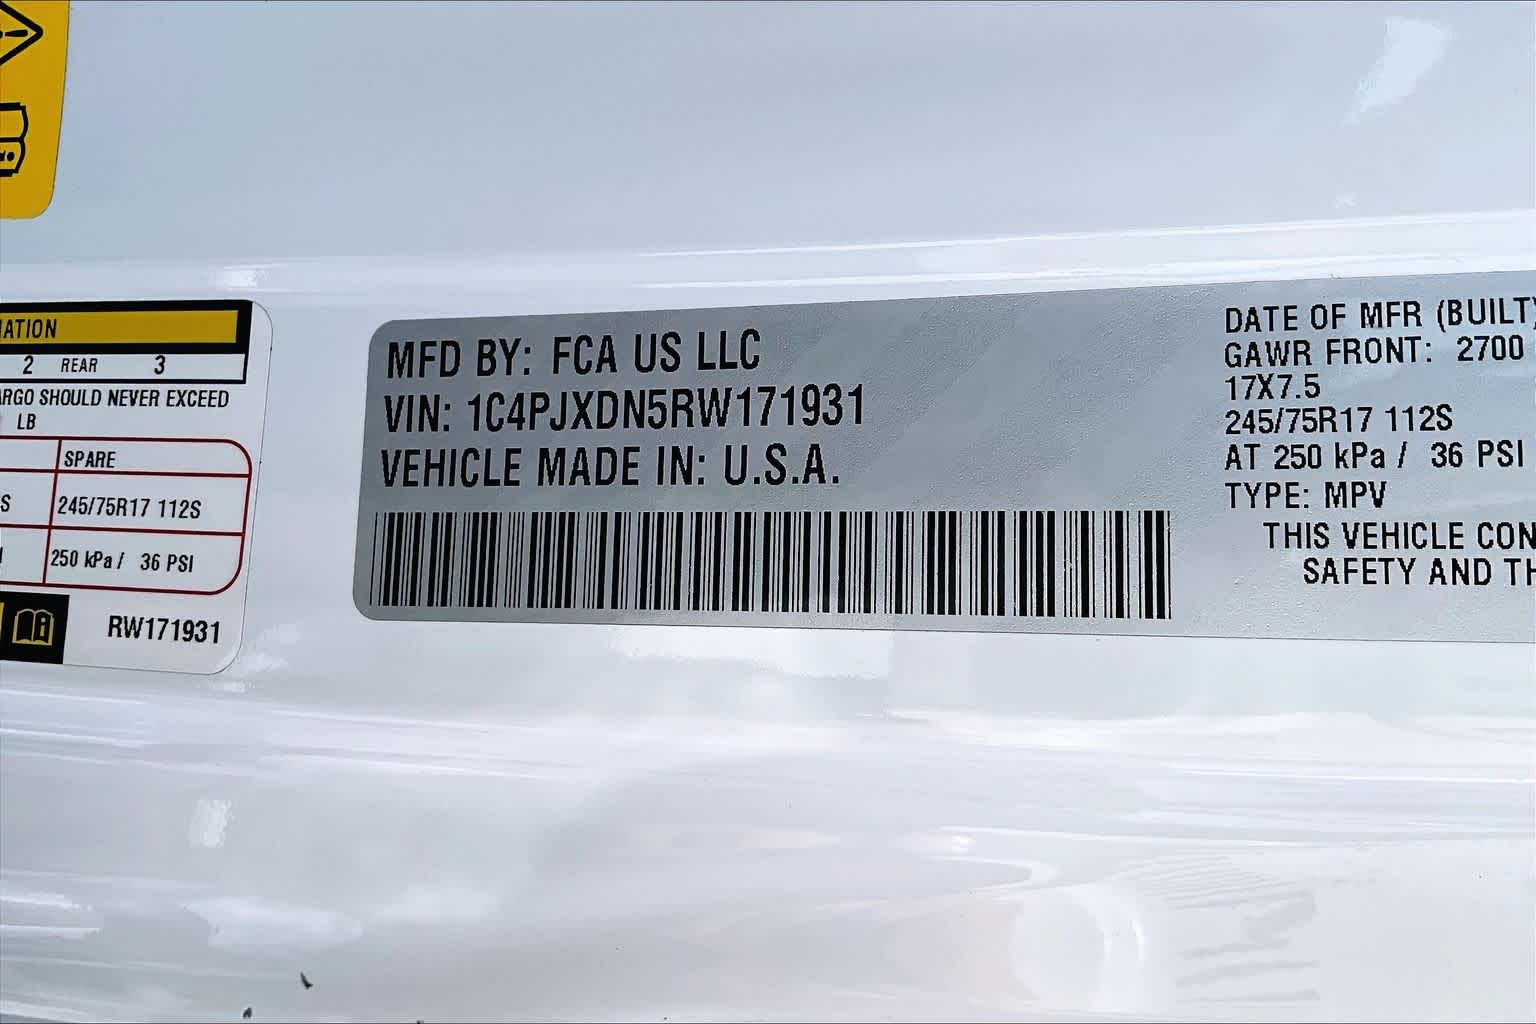 ATION
2 REAR 3
ARGO SHOULD NEVER EXCEED
LB
SPARE
S 245/75R17 112S
250 kPa / 36 PSI
RW171931
MFD BY: FCA US LLC
VIN: 1C4PJXDN5RW171931
VEHICLE MADE IN: U.S.A.
DATE OF MFR (BUILT)
GAWR FRONT: 2700
17X7.5
245/75R17 112S
AT 250 kPa / 36 PSI
TYPE: MPV
THIS VEHICLE CON
SAFETY AND TH